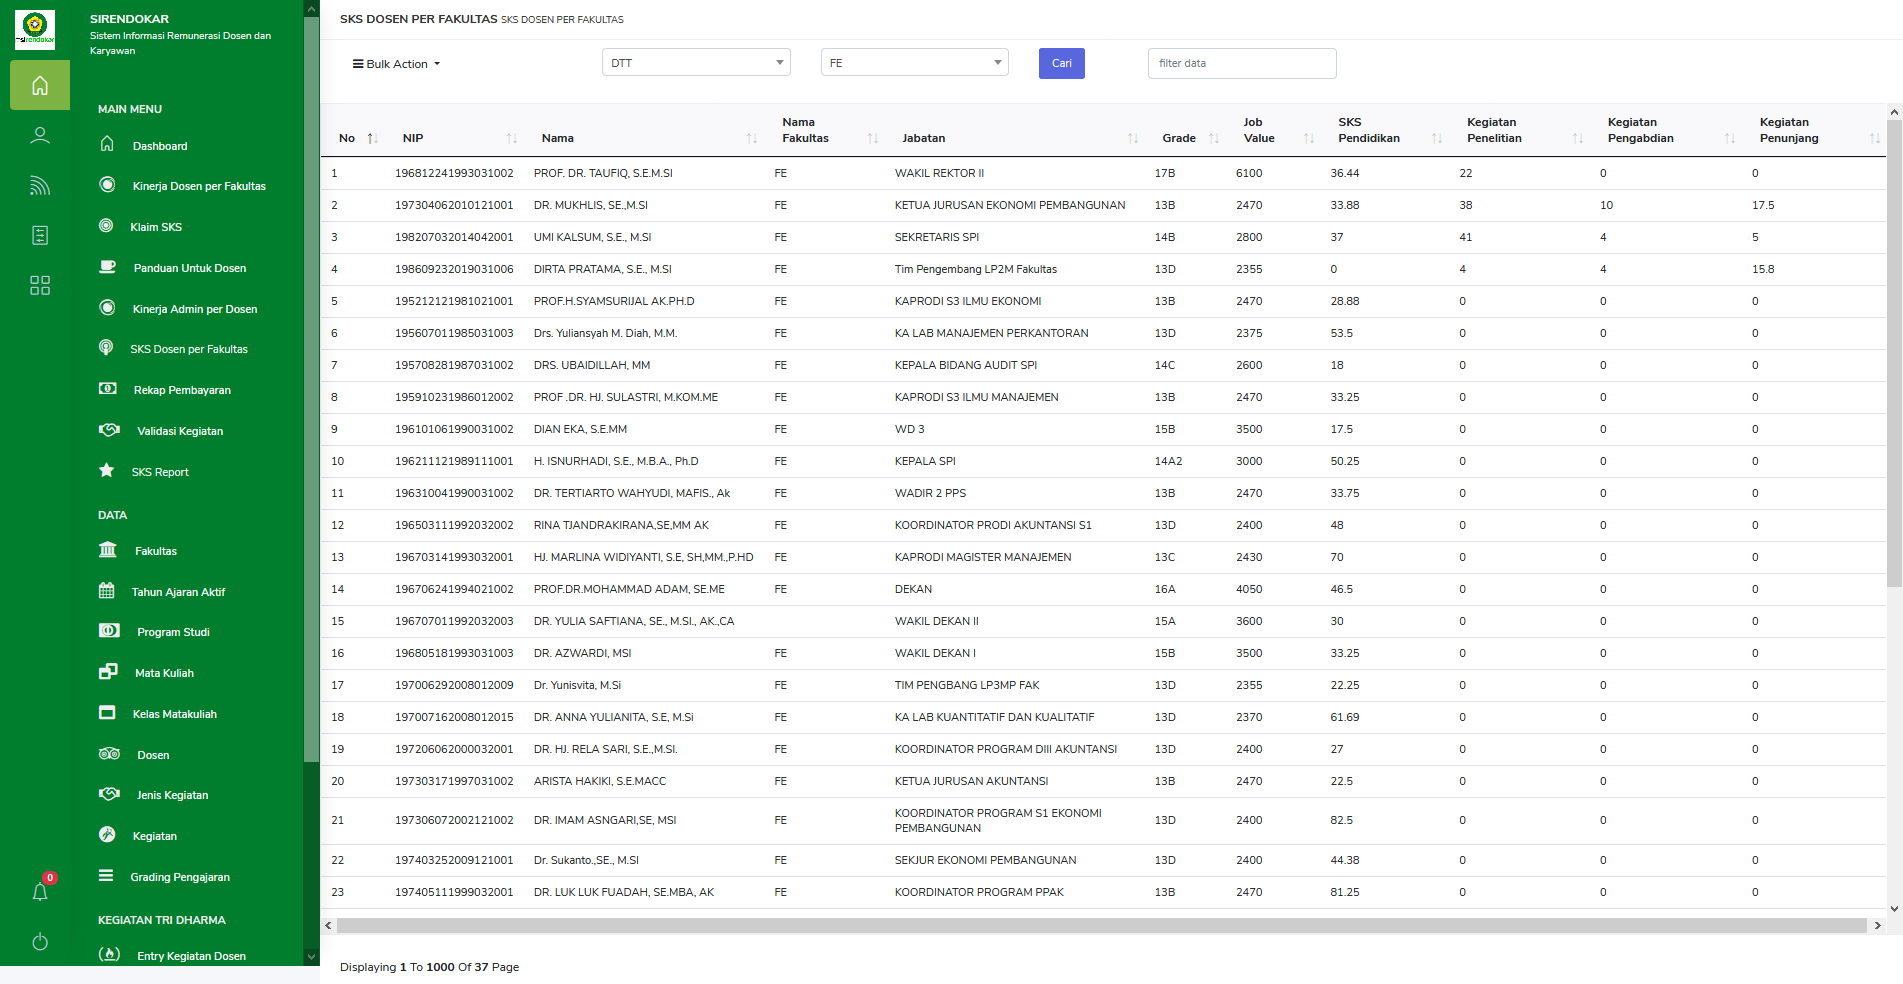 SIRENDOKAR
Sistem Informasi Remunerasi Dosen dan
Karyawan
MAIN MENU
Dashboard
Kinerja Dosen per Fakultas
Klaim SKS
Panduan Untuk Dosen
Kinerja Admin per Dosen
SKS Dosen per Fakultas
Rekap Pembayaran
Validasi Kegiatan
SKS Report
DATA
Fakultas
Tahun Ajaran Aktif
Program Studi
Mata Kuliah
Kelas Matakuliah
Dosen
Jenis Kegiatan
Kegiatan
Grading Pengajaran
KEGIATAN TRI DHARMA
Entry Kegiatan Dosen
0
SKS DOSEN PER FAKULTAS SKS DOSEN PER FAKULTAS
Bulk Action DTT FE Cari filter data
No NIP Nama Nama Fakultas Jabatan Grade Job Value SKS Pendidikan Kegiatan Penelitian Kegiatan Pengabdian Kegiatan Penunjang
1 196812241993031002 PROF. DR. TAUFIQ, S.E.M.SI FE WAKIL REKTOR II 17B 6100 36.44 22 0 0
2 197304062010121001 DR. MUKHLIS, SE.,M.SI FE KETUA JURUSAN EKONOMI PEMBANGUNAN 13B 2470 33.88 38 10 17.5
3 198207032014042001 UMI KALSUM, S.E., M.SI FE SEKRETARIS SPI 14B 2800 37 41 4 5
4 198609232019031006 DIRTA PRATAMA, S.E., M.SI FE Tim Pengembang LP2M Fakultas 13D 2355 0 4 4 15.8
5 195212121981021001 PROF.H.SYAMSURIJAL AK.PH.D FE KAPRODI S3 ILMU EKONOMI 13B 2470 28.88 0 0 0
6 195607011985031003 Drs. Yuliansyah M. Diah, M.M. FE KA LAB MANAJEMEN PERKANTORAN 13D 2375 53.5 0 0 0
7 195708281987031002 DRS. UBAIDILLAH, MM FE KEPALA BIDANG AUDIT SPI 14C 2600 18 0 0 0
8 195910231986012002 PROF .DR. HJ. SULASTRI, M.KOM.ME FE KAPRODI S3 ILMU MANAJEMEN 13B 2470 33.25 0 0 0
9 196101061990031002 DIAN EKA, S.E.MM FE WD 3 15B 3500 17.5 0 0 0
10 196211121989111001 H. ISNURHADI, S.E., M.B.A., Ph.D FE KEPALA SPI 14A2 3000 50.25 0 0 0
11 196310041990031002 DR. TERTIARTO WAHYUDI, MAFIS., Ak FE WADIR 2 PPS 13B 2470 33.75 0 0 0
12 196503111992032002 RINA TJANDRAKIRANA,SE,MM AK FE KOORDINATOR PRODI AKUNTANSI S1 13D 2400 48 0 0 0
13 196703141993032001 HJ. MARLINA WIDIYANTI, S.E, SH,MM.,P.HD FE KAPRODI MAGISTER MANAJEMEN 13C 2430 70 0 0 0
14 196706241994021002 PROF.DR.MOHAMMAD ADAM, SE.ME FE DEKAN 16A 4050 46.5 0 0 0
15 196707011992032003 DR. YULIA SAFTIANA, SE., M.SI., AK.,CA WAKIL DEKAN II 15A 3600 30 0 0 0
16 196805181993031003 DR. AZWARDI, MSI FE WAKIL DEKAN I 15B 3500 33.25 0 0 0
17 197006292008012009 Dr. Yunisvita, M.Si FE TIM PENGBANG LP3MP FAK 13D 2355 22.25 0 0 0
18 197007162008012015 DR. ANNA YULIANITA, S.E, M.Si FE KA LAB KUANTITATIF DAN KUALITATIF 13D 2370 61.69 0 0 0
19 197206062000032001 DR. HJ. RELA SARI, S.E.,M.SI. FE KOORDINATOR PROGRAM DIII AKUNTANSI 13D 2400 27 0 0 0
20 197303171997031002 ARISTA HAKIKI, S.E.MACC FE KETUA JURUSAN AKUNTANSI 13B 2470 22.5 0 0 0
21 197306072002121002 DR. IMAM ASNGARI,SE, MSI FE KOORDINATOR PROGRAM S1 EKONOMI PEMBANGUNAN 13D 2400 82.5 0 0 0
22 197403252009121001 Dr. Sukanto.,SE., M.SI FE SEKJUR EKONOMI PEMBANGUNAN 13D 2400 44.38 0 0 0
23 197405111999032001 DR. LUK LUK FUADAH, SE.MBA, AK FE KOORDINATOR PROGRAM PPAK 13B 2470 81.25 0 0 0
Displaying 1 To 1000 Of 37 Page